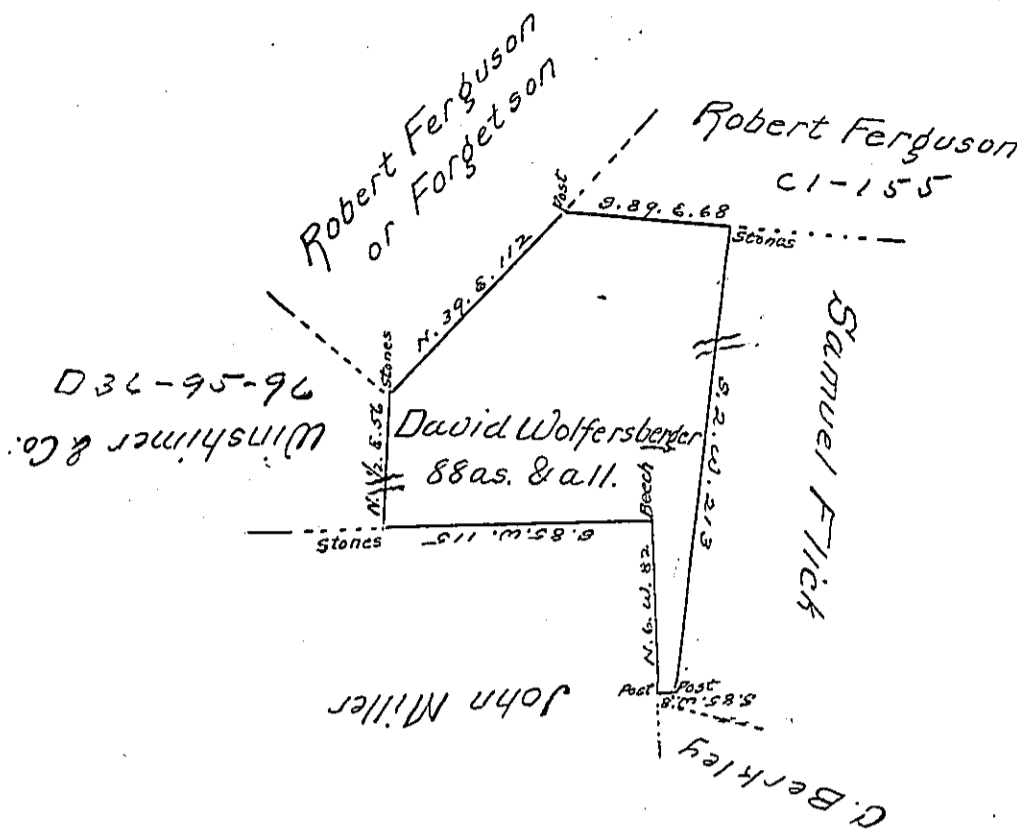 Robert Ferguson
or Forgetson
Robert Ferguson
C1-155
Post
S.89.E.68
Stones
N.39.E.112
Stones
D36-95-96
Winshimer & Co.
N.½.E.56
David Wolfersberger
88as. & all.
Beech
S.2.W.213
Samuel Flick
Stones
S.85.W.115
N.6.W.82
Post
Post
S.85.W.8
John Miller
C. Berkley